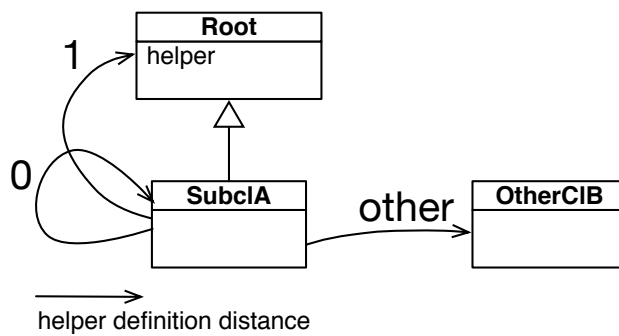 Root
1
helper
0
SubclA
other
OtherClB
helper definition distance